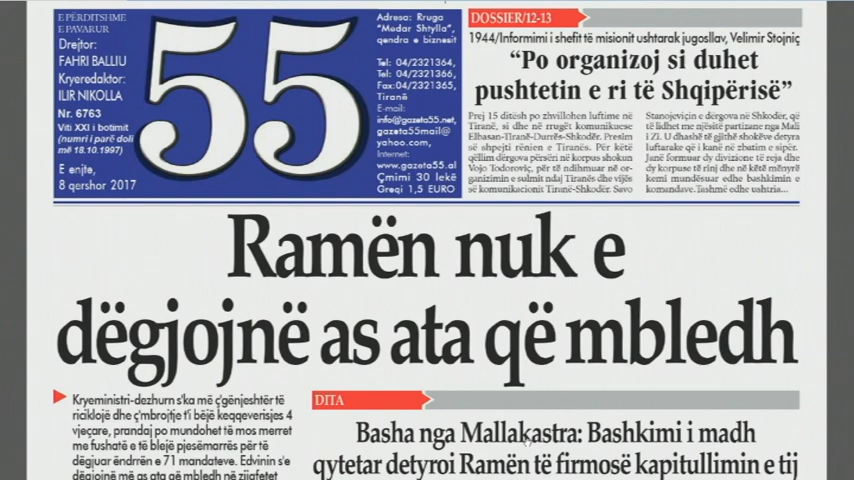 E PËRDITSHME
E PAVARUR
Drejtor:
FAHRI BALLIU
Kryeredaktor:
ILIR NIKOLLA
Nr. 6763
Viti XXI i botimit
(numri i parë doli
më 18.10.1997)
E enjte,
8 qershor 2017
55
Adresa: Rruga
"Medar Shtylla",
qendra e biznesit
Tel: 04/2321364,
Tel: 04/2321366,
Fax:04/2321365,
Tiranë
E-mail:
info@gazeta55.net,
gazeta55mail@
yahoo.com,
Internet:
www.gazeta55.al
Çmimi 30 lekë
Greqi 1,5 EURO
DOSSIER/12-13
1944/Informimi i shefit të misionit ushtarak jugosllav, Velimir Stojniç
“Po organizoj si duhet
pushtetin e ri të Shqipërisë”
Prej 15 ditësh po zhvillohen luftime në
Tiranë, si dhe në rrugët komunikuese
Elbasan-Tiranë-Durrës-Shkodër. Presim
së shpejti rënien e Tiranës. Për këtë
qëllim dërgova përsëri në korpus shokun
Vojo Todoroviç, për të ndihmuar në or-
ganizimin e sulmit ndaj Tiranës dhe vijës
së komunikacionit Tiranë-Shkodër. Savo
Stanojeviçin e dërgova në Shkodër, që
të lidhet me njësitë partizane nga Mali
i Zi. U dhashë të gjithë shokëve detyra
luftarake që i kanë në zbatim e sipër.
Janë formuar dy divizione të reja dhe
dy korpuse të rinj dhe në këtë mënyrë
kemi mundësuar edhe bashkimin e
komandave.Tashmë edhe ushtria...
Ramën nuk e
dëgjojnë as ata që mbledh
Kryeministri-dezhurn s'ka më ç'gënjeshtër të
riciklojë dhe ç'mbrojtje t'i bëjë keqqeverisjes 4
vjeçare, prandaj po mundohet të mos merret
me fushatë e të blejë pjesëmarrës për të
dëgjuar ëndrrën e 71 mandateve. Edvinin s'e
DITA
Basha nga Mallakastra: Bashkimi i madh
qytetar detyroi Ramën të firmosë kapitullimin e tij